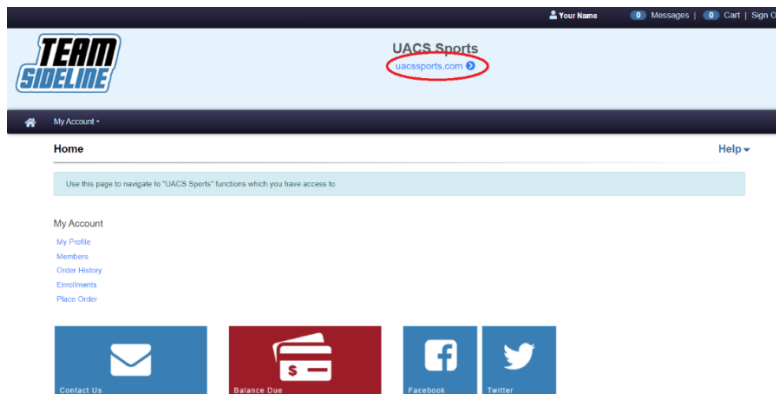 Your Name 0 Messages | 0 Cart | Sign O
TEAM
SIDELINE
UACS Sports
uacssports.com
My Account
Home
Help
Use this page to navigate to "UACS Sports" functions which you have access to.
My Account
My Profile
Members
Order History
Enrollments
Place Order
$
Contact Us
Balance Due
Facebook
Twitter